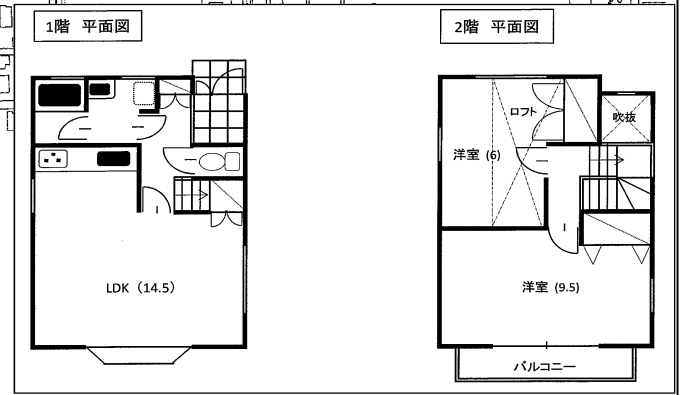 1階 平面図
2階 平面図
ロフト
吹抜
洋室 (6)
LDK（14.5）
洋室 (9.5)
バルコニー